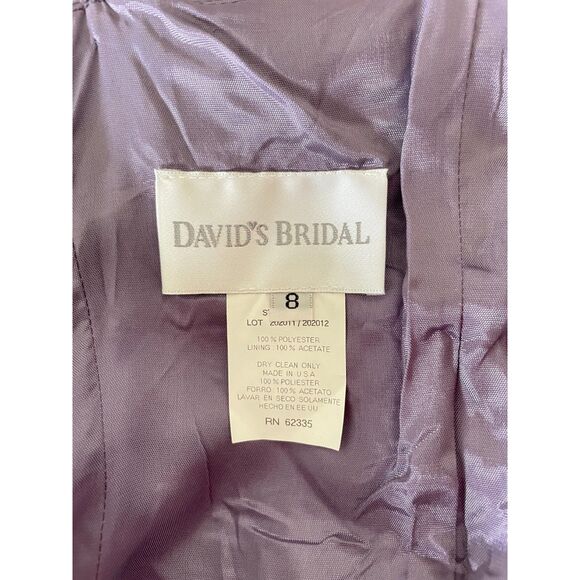 DAVID'S BRIDAL
8
LOT 202011/202012
100% POLYESTER
LINING: 100% ACETATE
DRY CLEAN ONLY
MADE IN U.S.A
100% POLIESTER
FORRO: 100% ACETATO
LAVAR EN SECO SOLAMENTE
HECHO EN EE UU
RN 62335